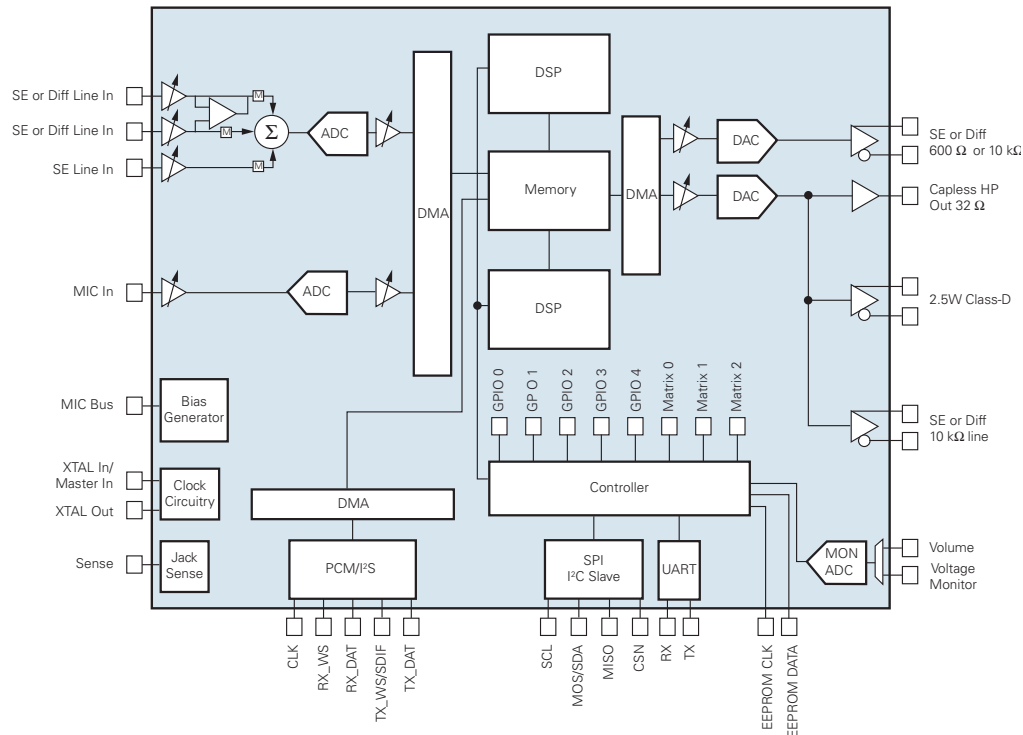 SE or Diff Line In
SE or Diff Line In
SE Line In
MIC In
MIC Bus
XTAL In/
Master In
XTAL Out
Sense
M
M
M
Σ
ADC
ADC
Bias
Generator
Clock
Circuitry
Jack
Sense
DMA
DSP
Memory
DSP
DMA
DAC
DAC
SE or Diff
600 Ω or 10 kΩ
Capless HP
Out 32 Ω
2.5W Class-D
SE or Diff
10 kΩ line
GPIO 0
GP O 1
GPIO 2
GPIO 3
GPIO 4
Matrix 0
Matrix 1
Matrix 2
Controller
DMA
PCM/I²S
SPI
I²C Slave
UART
MON
ADC
Volume
Voltage
Monitor
CLK
RX_WS
RX_DAT
TX_WS/SDIF
TX_DAT
SCL
MOS/SDA
MISO
CSN
RX
TX
EEPROM CLK
EEPROM DATA